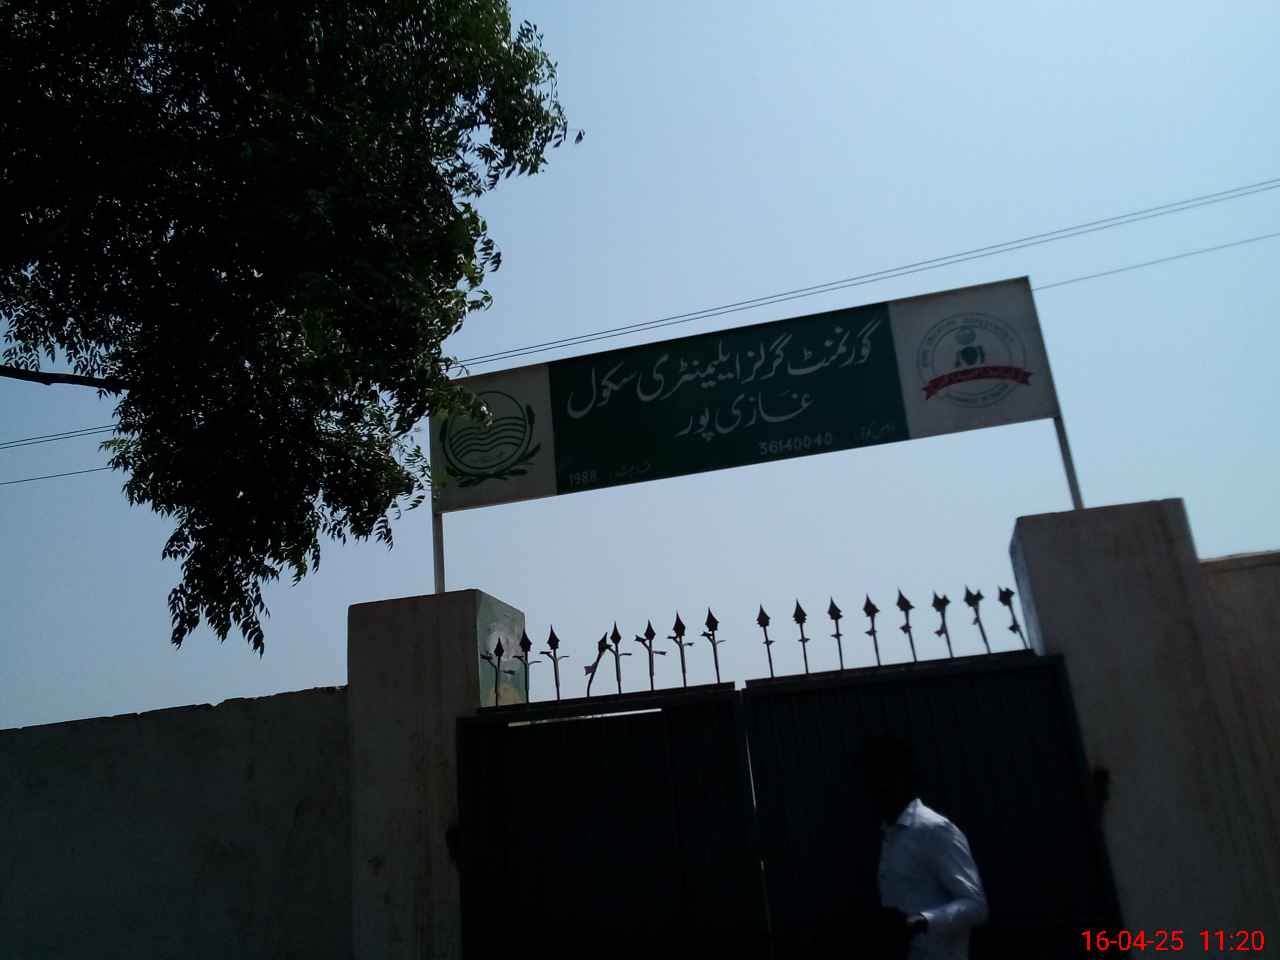 گورنمنٹ گرلز ایلیمنٹری سکول
غازی پور
36140040
1988
16-04-25 11:20